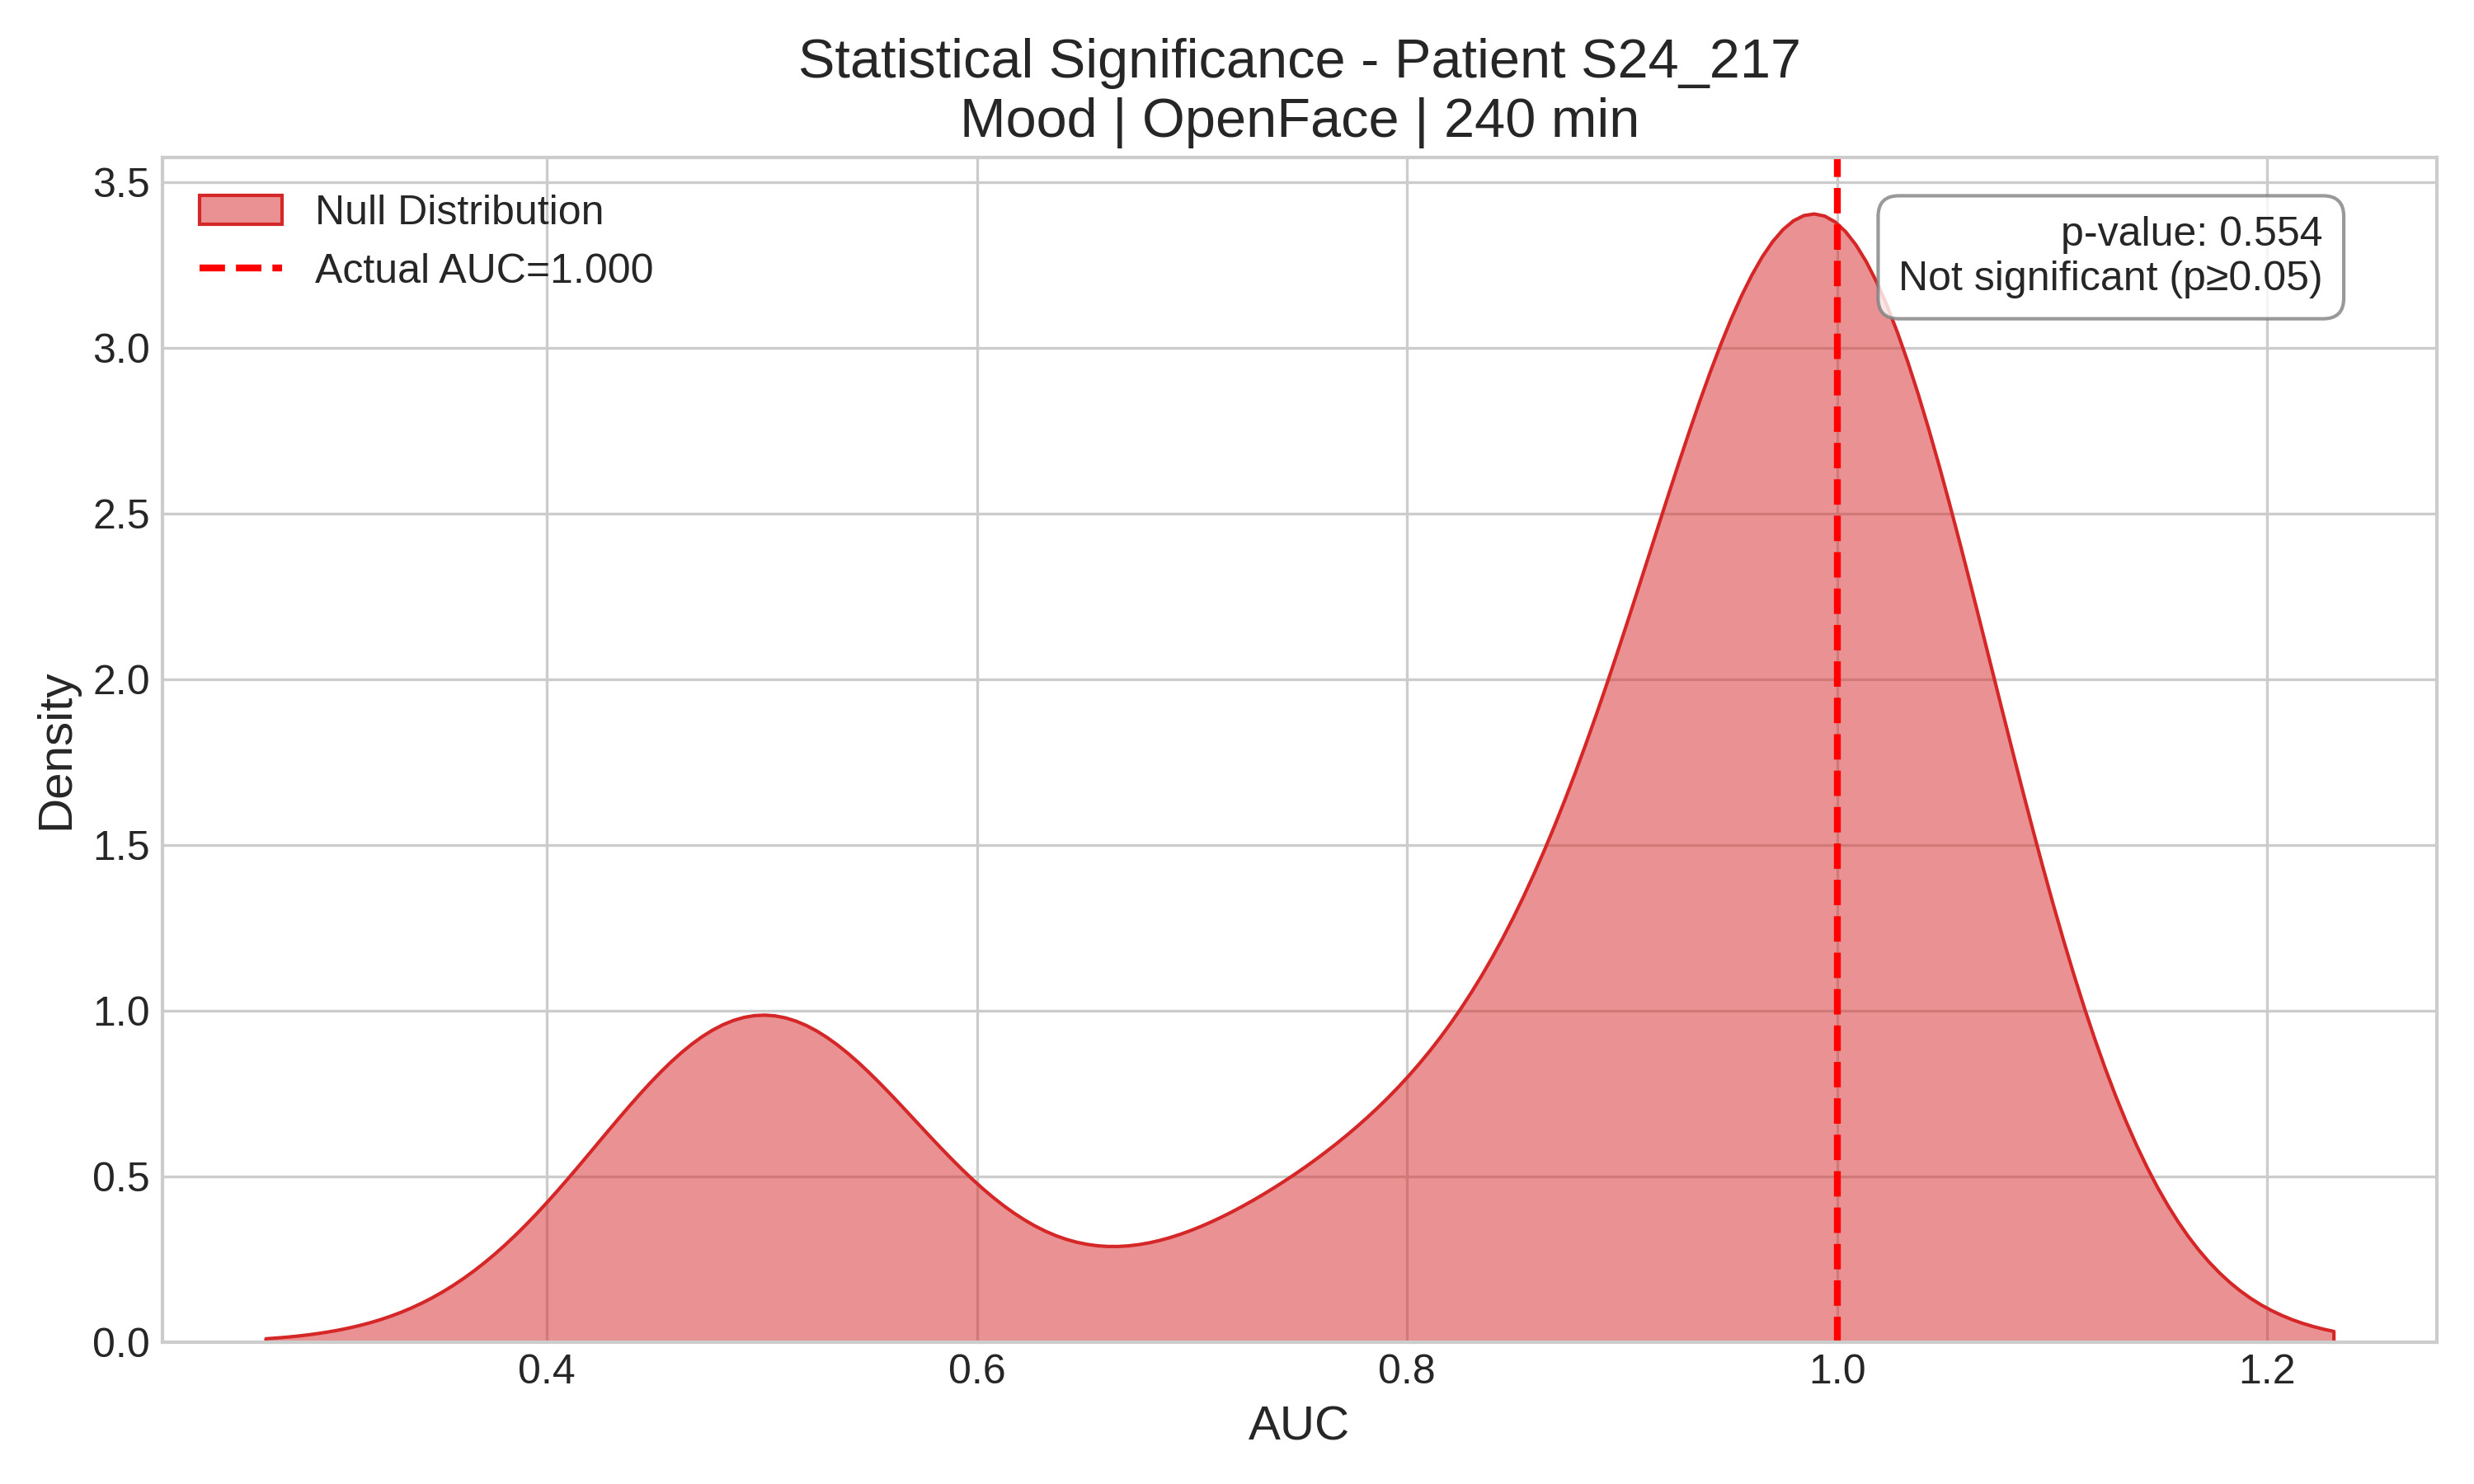 Statistical Significance - Patient S24_217
Mood | OpenFace | 240 min
Null Distribution
Actual AUC=1.000
p-value: 0.554
Not significant (p≥0.05)
Density
3.5
3.0
2.5
2.0
1.5
1.0
0.5
0.0
0.4 0.6 0.8 1.0 1.2
AUC